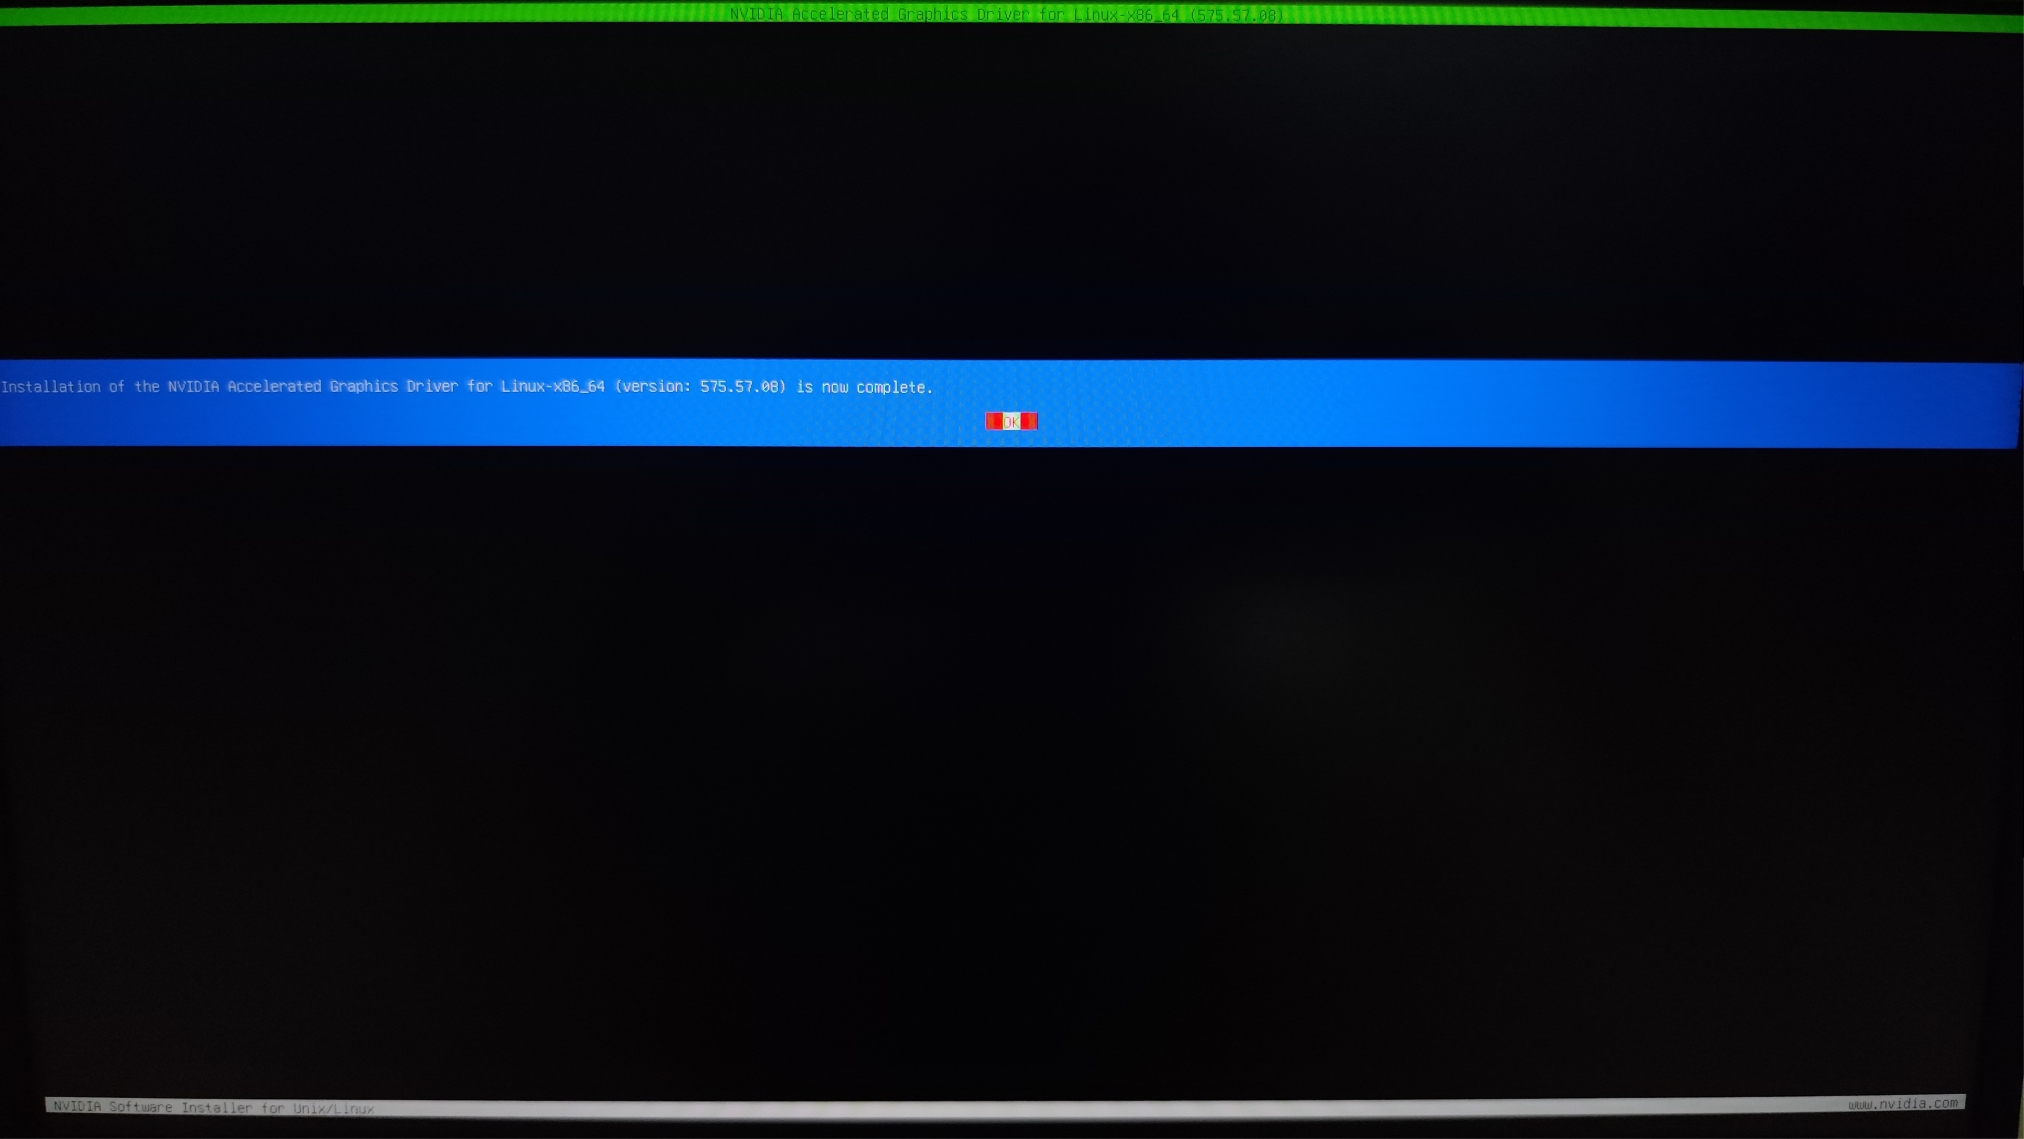 NVIDIA Accelerated Graphics Driver for Linux-x86_64 (575.57.08)
Installation of the NVIDIA Accelerated Graphics Driver for Linux-x86_64 (version: 575.57.08) is now complete.
OK
NVIDIA Software Installer for Unix/Linux
www.nvidia.com